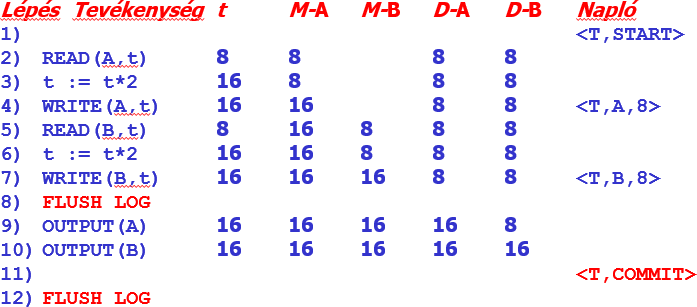 Lépés Tevékenység t M-A M-B D-A D-B Napló
1) <T,START>
2) READ(A,t) 8 8 8 8
3) t := t*2 16 8 8 8
4) WRITE(A,t) 16 16 8 8 <T,A,8>
5) READ(B,t) 8 16 8 8 8
6) t := t*2 16 16 8 8 8
7) WRITE(B,t) 16 16 16 8 8 <T,B,8>
8) FLUSH LOG
9) OUTPUT(A) 16 16 16 16 8
10) OUTPUT(B) 16 16 16 16 16
11) <T,COMMIT>
12) FLUSH LOG